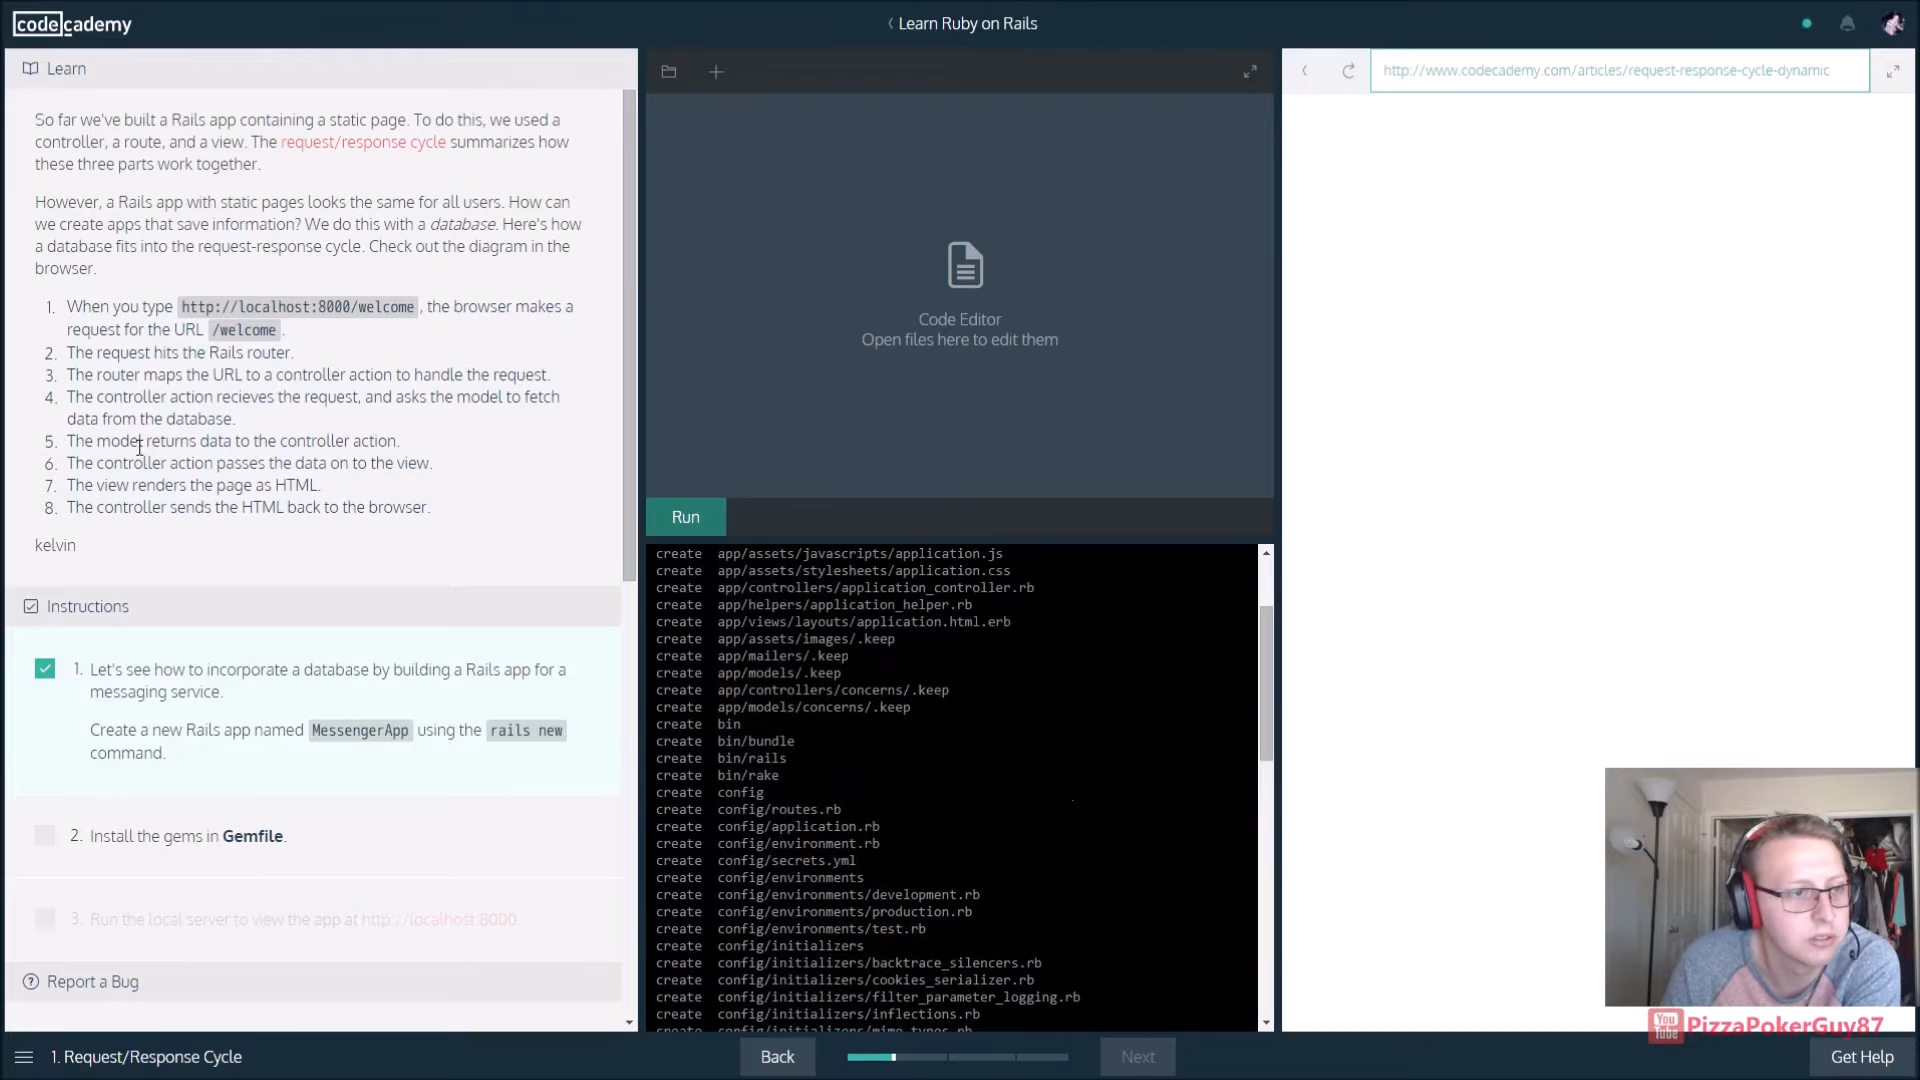 codecademy
Learn Ruby on Rails
Learn
So far we've built a Rails app containing a static page. To do this, we used a
controller, a route, and a view. The request/response cycle summarizes how
these three parts work together.
However, a Rails app with static pages looks the same for all users. How can
we create apps that save information? We do this with a database. Here's how
a database fits into the request-response cycle. Check out the diagram in the
browser.
1. When you type http://localhost:8000/welcome, the browser makes a
request for the URL /welcome.
2. The request hits the Rails router.
3. The router maps the URL to a controller action to handle the request.
4. The controller action recieves the request, and asks the model to fetch
data from the database.
5. The model returns data to the controller action.
6. The controller action passes the data on to the view.
7. The view renders the page as HTML.
8. The controller sends the HTML back to the browser.
kelvin
Instructions
1. Let's see how to incorporate a database by building a Rails app for a
messaging service.
Create a new Rails app named MessengerApp using the rails new
command.
2. Install the gems in Gemfile.
3. Run the local server to view the app at http://localhost:8000.
Report a Bug
Code Editor
Open files here to edit them
Run
create app/assets/javascripts/application.js
create app/assets/stylesheets/application.css
create app/controllers/application_controller.rb
create app/helpers/application_helper.rb
create app/views/layouts/application.html.erb
create app/assets/images/.keep
create app/mailers/.keep
create app/models/.keep
create app/controllers/concerns/.keep
create app/models/concerns/.keep
create bin
create bin/bundle
create bin/rails
create bin/rake
create config
create config/routes.rb
create config/application.rb
create config/environment.rb
create config/secrets.yml
create config/environments
create config/environments/development.rb
create config/environments/production.rb
create config/environments/test.rb
create config/initializers
create config/initializers/backtrace_silencers.rb
create config/initializers/cookies_serializer.rb
create config/initializers/filter_parameter_logging.rb
create config/initializers/inflections.rb
create config/initializers/mime_types.rb
http://www.codecademy.com/articles/request-response-cycle-dynamic
You Tube PizzaPokerGuy87
1. Request/Response Cycle
Back
Next
Get Help